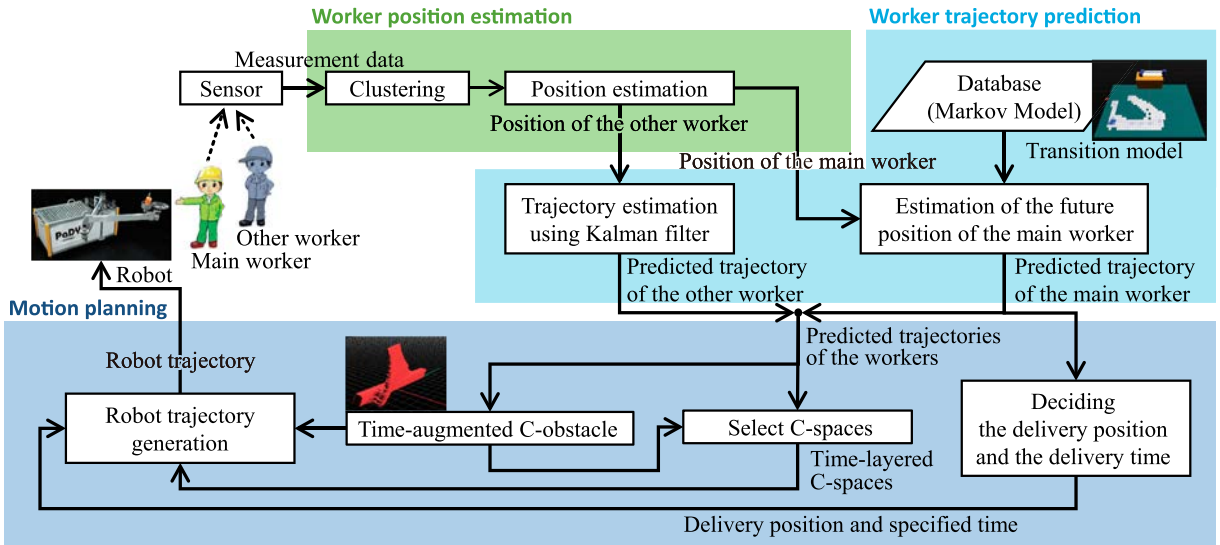 Worker position estimation
Worker trajectory prediction
Measurement data
Sensor
Clustering
Position estimation
Database
(Markov Model)
Position of the other worker
Transition model
Position of the main worker
Trajectory estimation
using Kalman filter
Estimation of the future
position of the main worker
PaDY
Other worker
Main worker
Robot
Predicted trajectory
of the other worker
Predicted trajectory
of the main worker
Motion planning
Predicted trajectories
of the workers
Robot trajectory
Robot trajectory
generation
Time-augmented C-obstacle
Select C-spaces
Deciding
the delivery position
and the delivery time
Time-layered
C-spaces
Delivery position and specified time